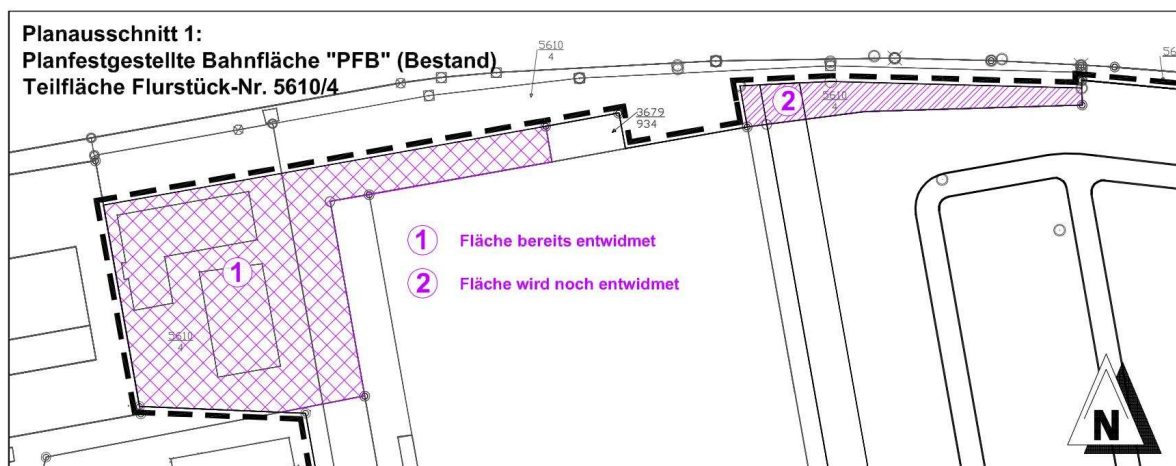 Planausschnitt 1:
Planfestgestellte Bahnfläche "PFB" (Bestand)
Teilfläche Flurstück-Nr. 5610/4
5610
4
56
3679
934
2
5610
4
1 Fläche bereits entwidmet
2 Fläche wird noch entwidmet
1
5610
4
N